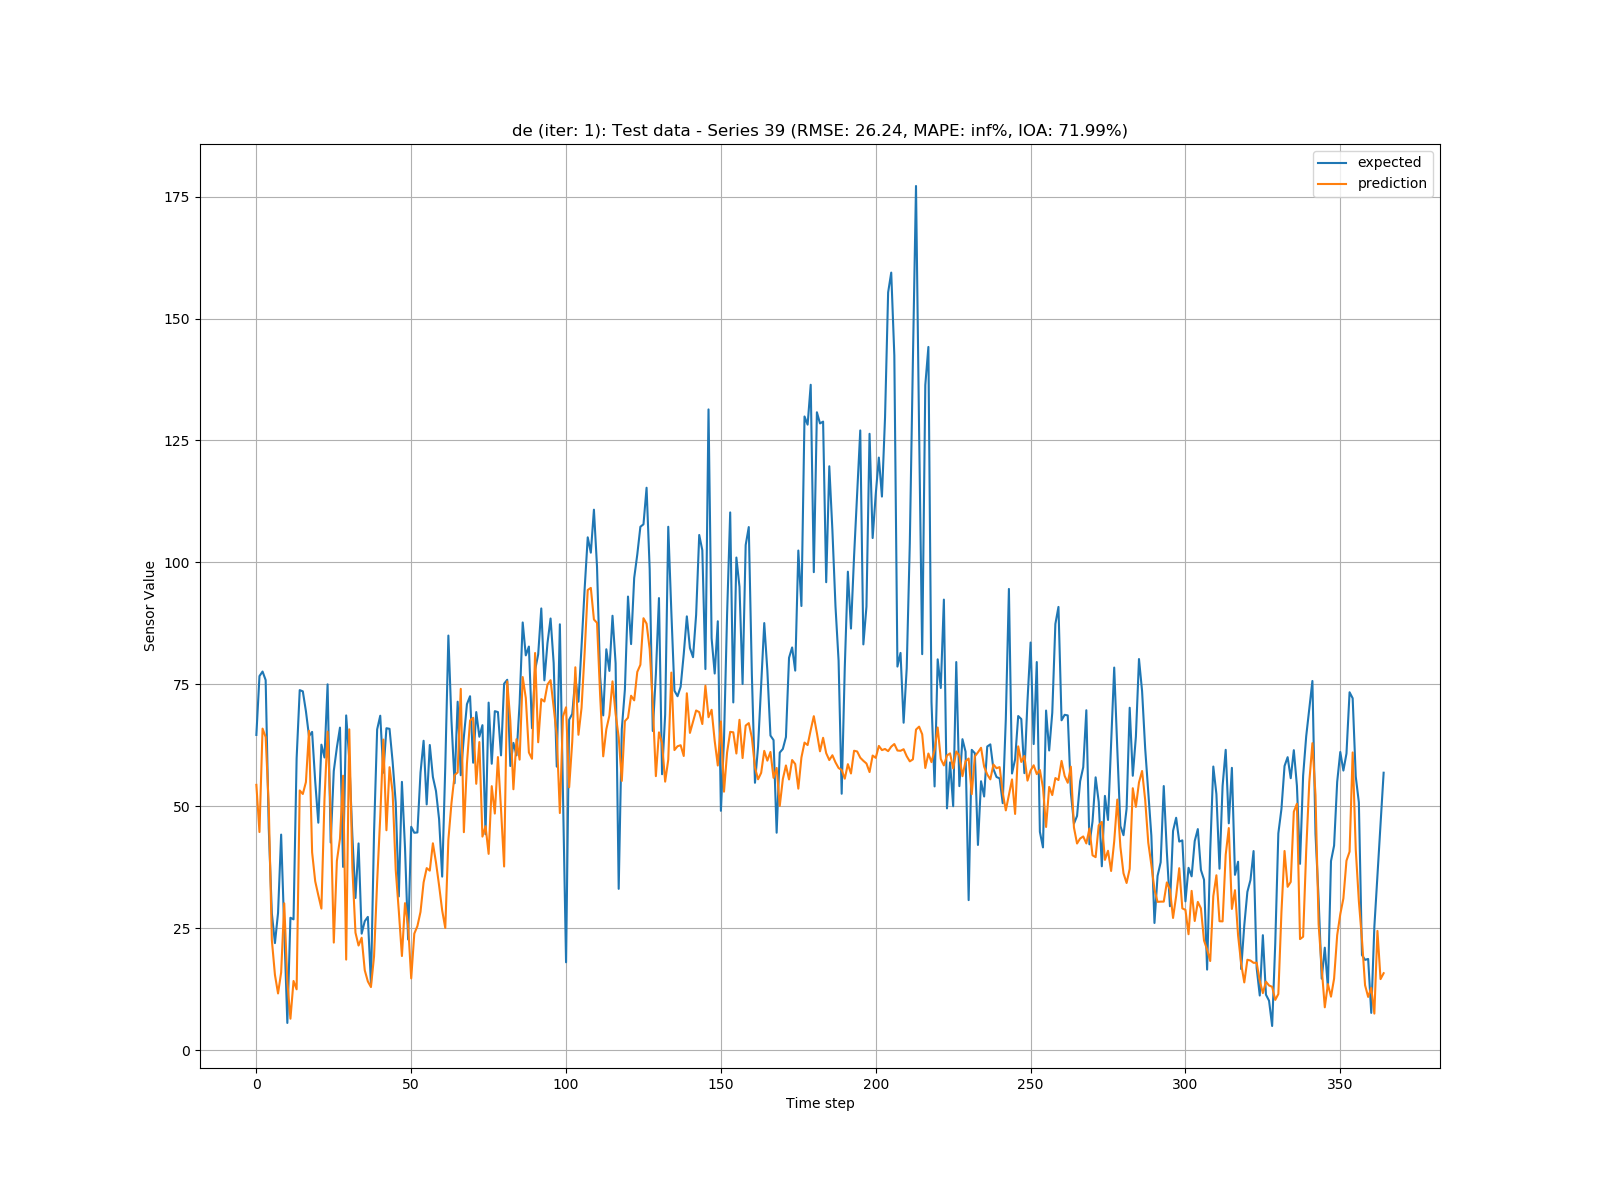 de (iter: 1): Test data - Series 39 (RMSE: 26.24, MAPE: inf%, IOA: 71.99%)
expected
prediction
175
150
125
100
75
50
25
0
Sensor Value
0 50 100 150 200 250 300 350
Time step